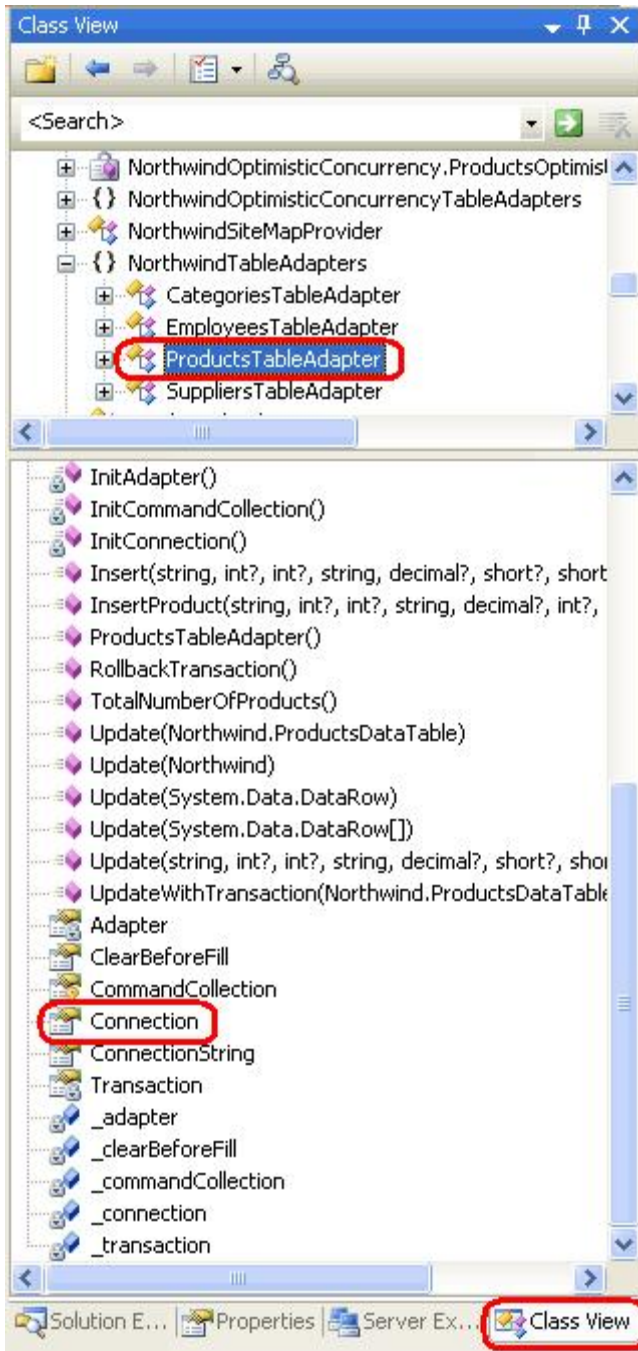 Class View
<Search>
NorthwindOptimisticConcurrency.ProductsOptimis
{} NorthwindOptimisticConcurrencyTableAdapters
NorthwindSiteMapProvider
{} NorthwindTableAdapters
CategoriesTableAdapter
EmployeesTableAdapter
ProductsTableAdapter
SuppliersTableAdapter
InitAdapter()
InitCommandCollection()
InitConnection()
Insert(string, int?, int?, string, decimal?, short?, short
InsertProduct(string, int?, int?, string, decimal?, int?,
ProductsTableAdapter()
RollbackTransaction()
TotalNumberOfProducts()
Update(Northwind.ProductsDataTable)
Update(Northwind)
Update(System.Data.DataRow)
Update(System.Data.DataRow[])
Update(string, int?, int?, string, decimal?, short?, shor
UpdateWithTransaction(Northwind.ProductsDataTable
Adapter
ClearBeforeFill
CommandCollection
Connection
ConnectionString
Transaction
_adapter
_clearBeforeFill
_commandCollection
_connection
_transaction
Solution E... Properties Server Ex... Class View